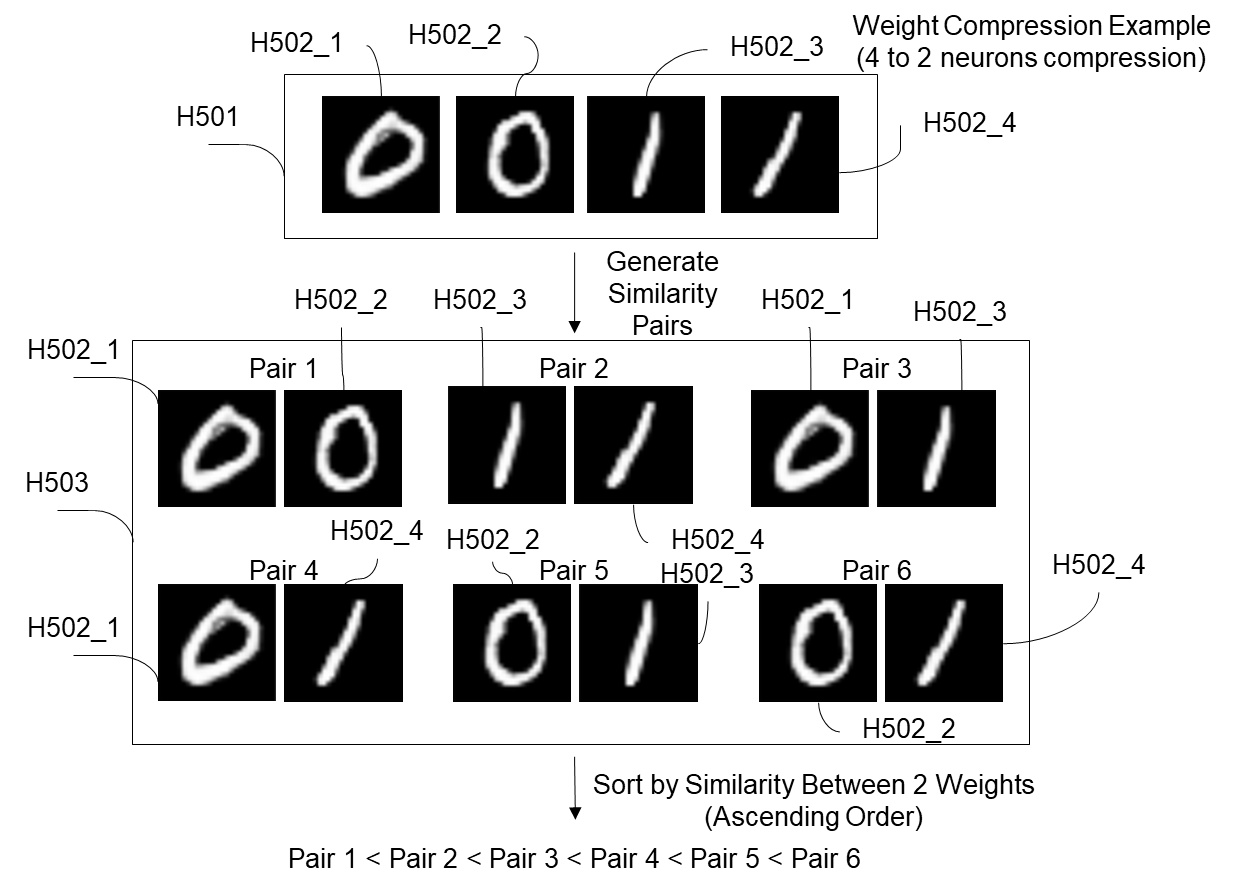 Weight Compression Example
(4 to 2 neurons compression)
H502_1
H502_2
H502_3
H501
H502_4
Generate
Similarity
Pairs
H502_2
H502_3
H502_1
H502_3
H502_1
Pair 1
Pair 2
Pair 3
H503
H502_4
H502_2
H502_4
Pair 4
Pair 5
H502_3
Pair 6
H502_4
H502_1
H502_2
Sort by Similarity Between 2 Weights
(Ascending Order)
Pair 1 < Pair 2 < Pair 3 < Pair 4 < Pair 5 < Pair 6